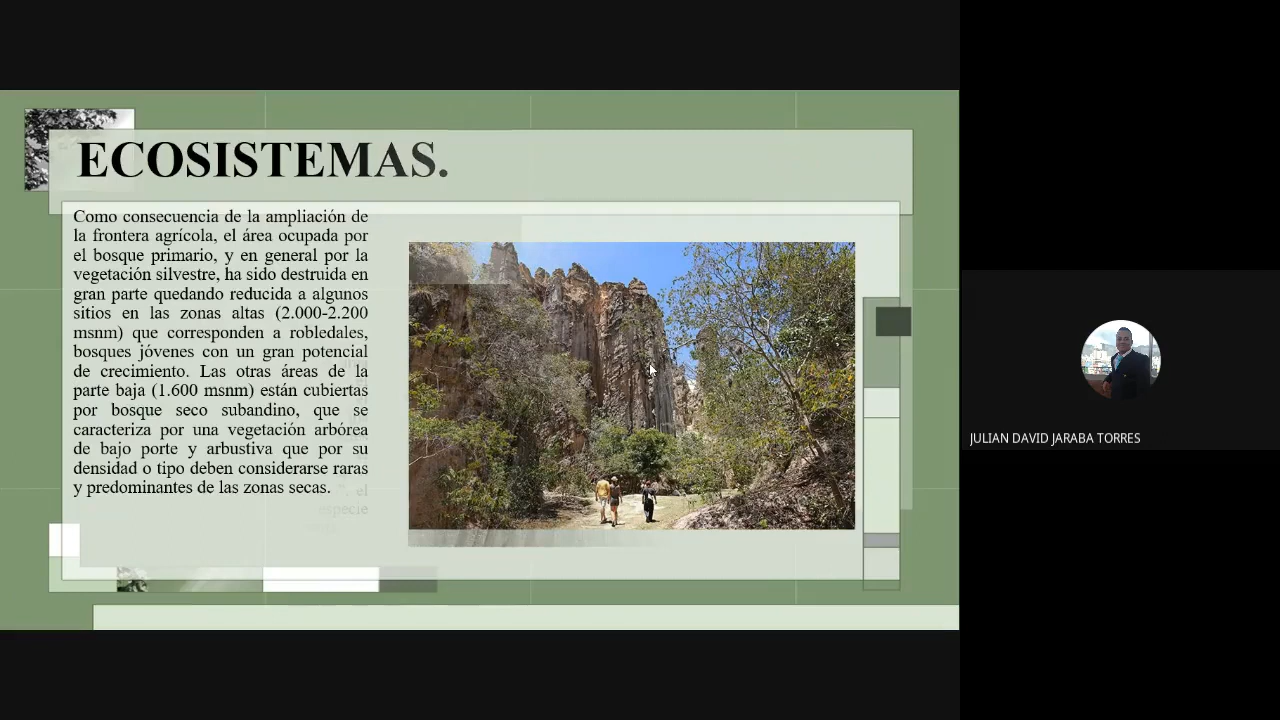 ECOSISTEMAS.
Como consecuencia de la ampliación de
la frontera agrícola, el área ocupada por
el bosque primario, y en general por la
vegetación silvestre, ha sido destruida en
gran parte quedando reducida a algunos
sitios en las zonas altas (2.000-2.200
msnm) que corresponden a robledales,
bosques jóvenes con un gran potencial
de crecimiento. Las otras áreas de la
parte baja (1.600 msnm) están cubiertas
por bosque seco subandino, que se
caracteriza por una vegetación arbórea
de bajo porte y arbustiva que por su
densidad o tipo deben considerarse raras
y predominantes de las zonas secas.
el
especie
JULIAN DAVID JARABA TORRES